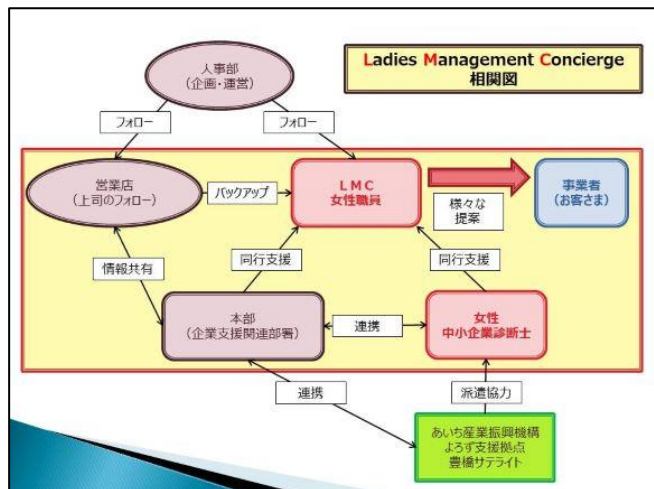 Ladies Management Concierge
相関図
人事部
(企画・運営)
フォロー
フォロー
営業店
(上司のフォロー)
バックアップ
LMC
女性職員
様々な
提案
事業者
(お客さま)
情報共有
同行支援
同行支援
本部
(企業支援関連部署)
連携
女性
中小企業診断士
連携
派遣協力
あいち産業振興機構
よろず支援拠点
豊橋サテライト